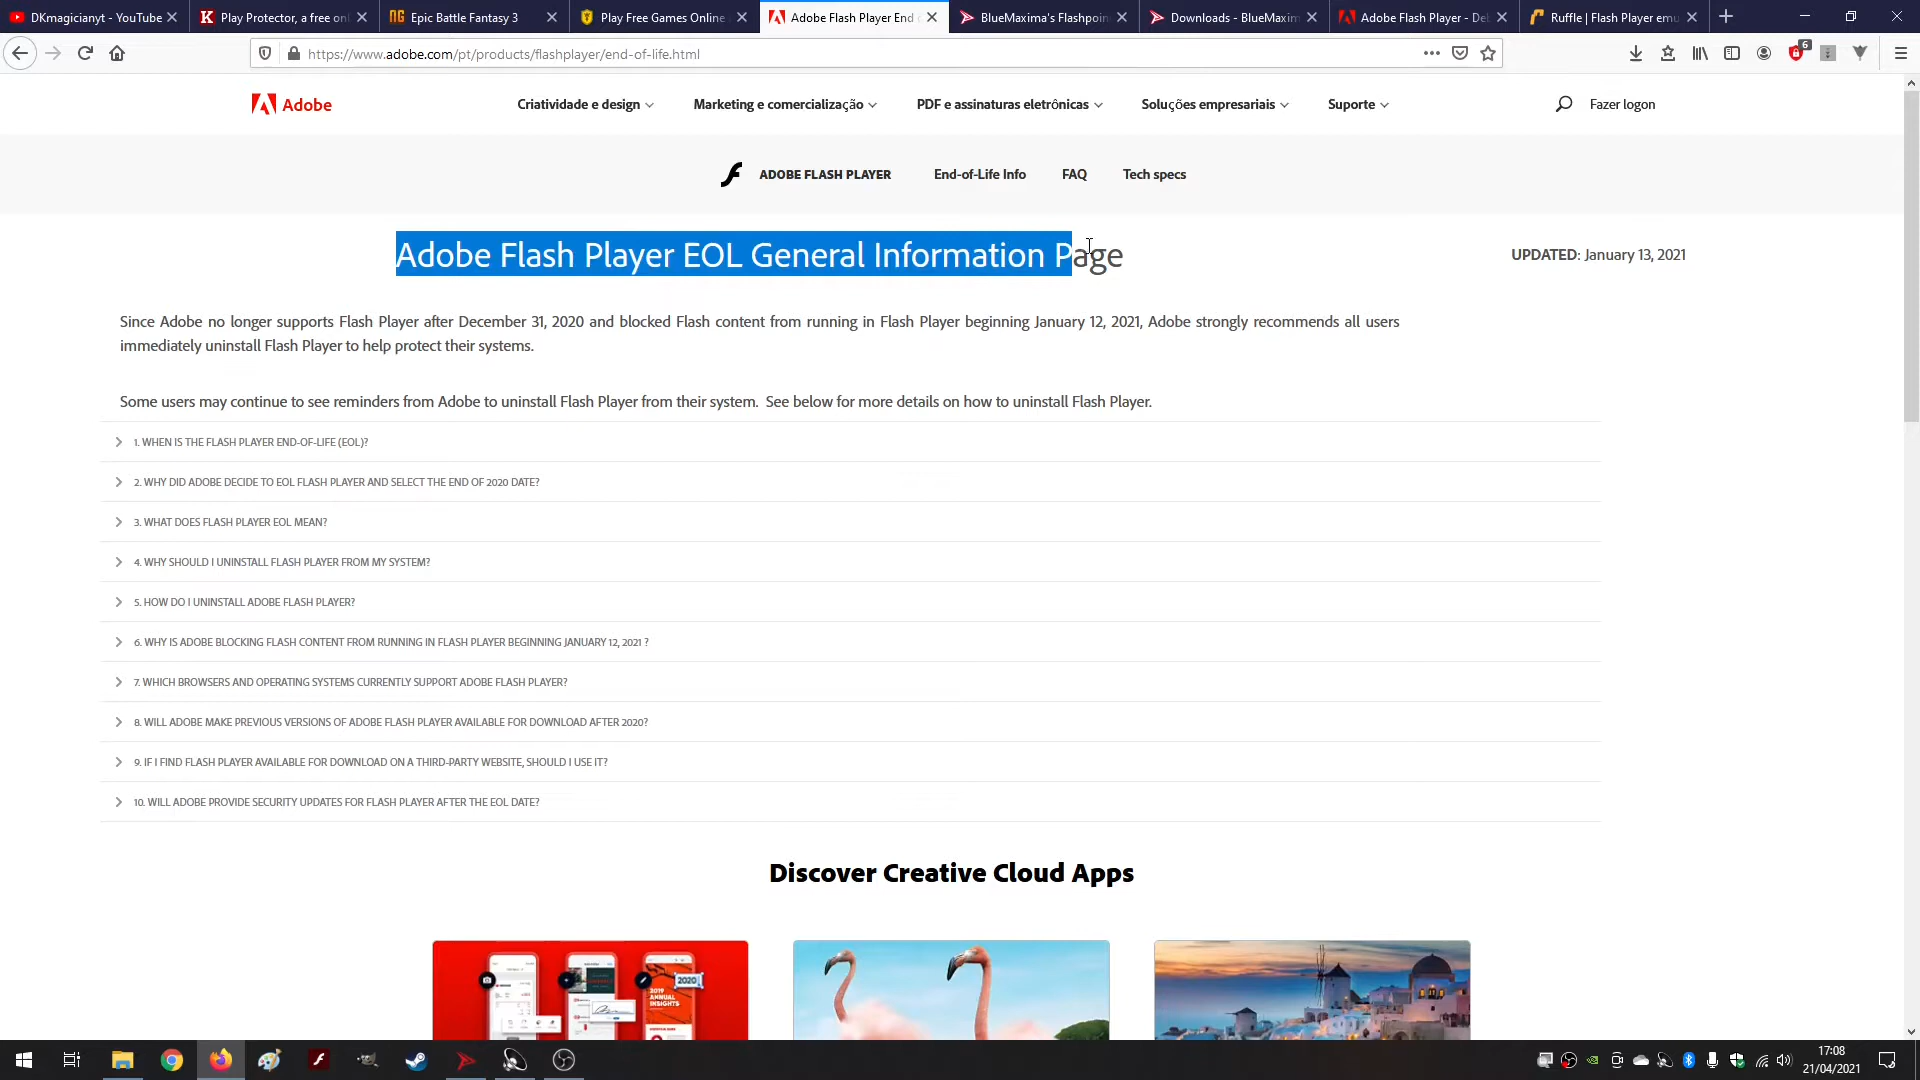 DKmagicianyt - YouTube
Play Protector, a free onl
Epic Battle Fantasy 3
Play Free Games Online
Adobe Flash Player End
BlueMaxima's Flashpoin
Downloads - BlueMaxim
Adobe Flash Player - De
Ruffle | Flash Player emu
https://www.adobe.com/pt/products/flashplayer/end-of-life.html
6
Adobe
Criatividade e design
Marketing e comercialização
PDF e assinaturas eletrônicas
Soluções empresariais
Suporte
Fazer logon
ADOBE FLASH PLAYER
End-of-Life Info
FAQ
Tech specs
Adobe Flash Player EOL General Information Page
UPDATED: January 13, 2021
Since Adobe no longer supports Flash Player after December 31, 2020 and blocked Flash content from running in Flash Player beginning January 12, 2021, Adobe strongly recommends all users
immediately uninstall Flash Player to help protect their systems.
Some users may continue to see reminders from Adobe to uninstall Flash Player from their system. See below for more details on how to uninstall Flash Player.
1. WHEN IS THE FLASH PLAYER END-OF-LIFE (EOL)?
2. WHY DID ADOBE DECIDE TO EOL FLASH PLAYER AND SELECT THE END OF 2020 DATE?
3. WHAT DOES FLASH PLAYER EOL MEAN?
4. WHY SHOULD I UNINSTALL FLASH PLAYER FROM MY SYSTEM?
5. HOW DO I UNINSTALL ADOBE FLASH PLAYER?
6. WHY IS ADOBE BLOCKING FLASH CONTENT FROM RUNNING IN FLASH PLAYER BEGINNING JANUARY 12, 2021 ?
7. WHICH BROWSERS AND OPERATING SYSTEMS CURRENTLY SUPPORT ADOBE FLASH PLAYER?
8. WILL ADOBE MAKE PREVIOUS VERSIONS OF ADOBE FLASH PLAYER AVAILABLE FOR DOWNLOAD AFTER 2020?
9. IF I FIND FLASH PLAYER AVAILABLE FOR DOWNLOAD ON A THIRD-PARTY WEBSITE, SHOULD I USE IT?
10. WILL ADOBE PROVIDE SECURITY UPDATES FOR FLASH PLAYER AFTER THE EOL DATE?
Discover Creative Cloud Apps
2020
2019
ANNUAL
INSIGHTS
17:08
21/04/2021